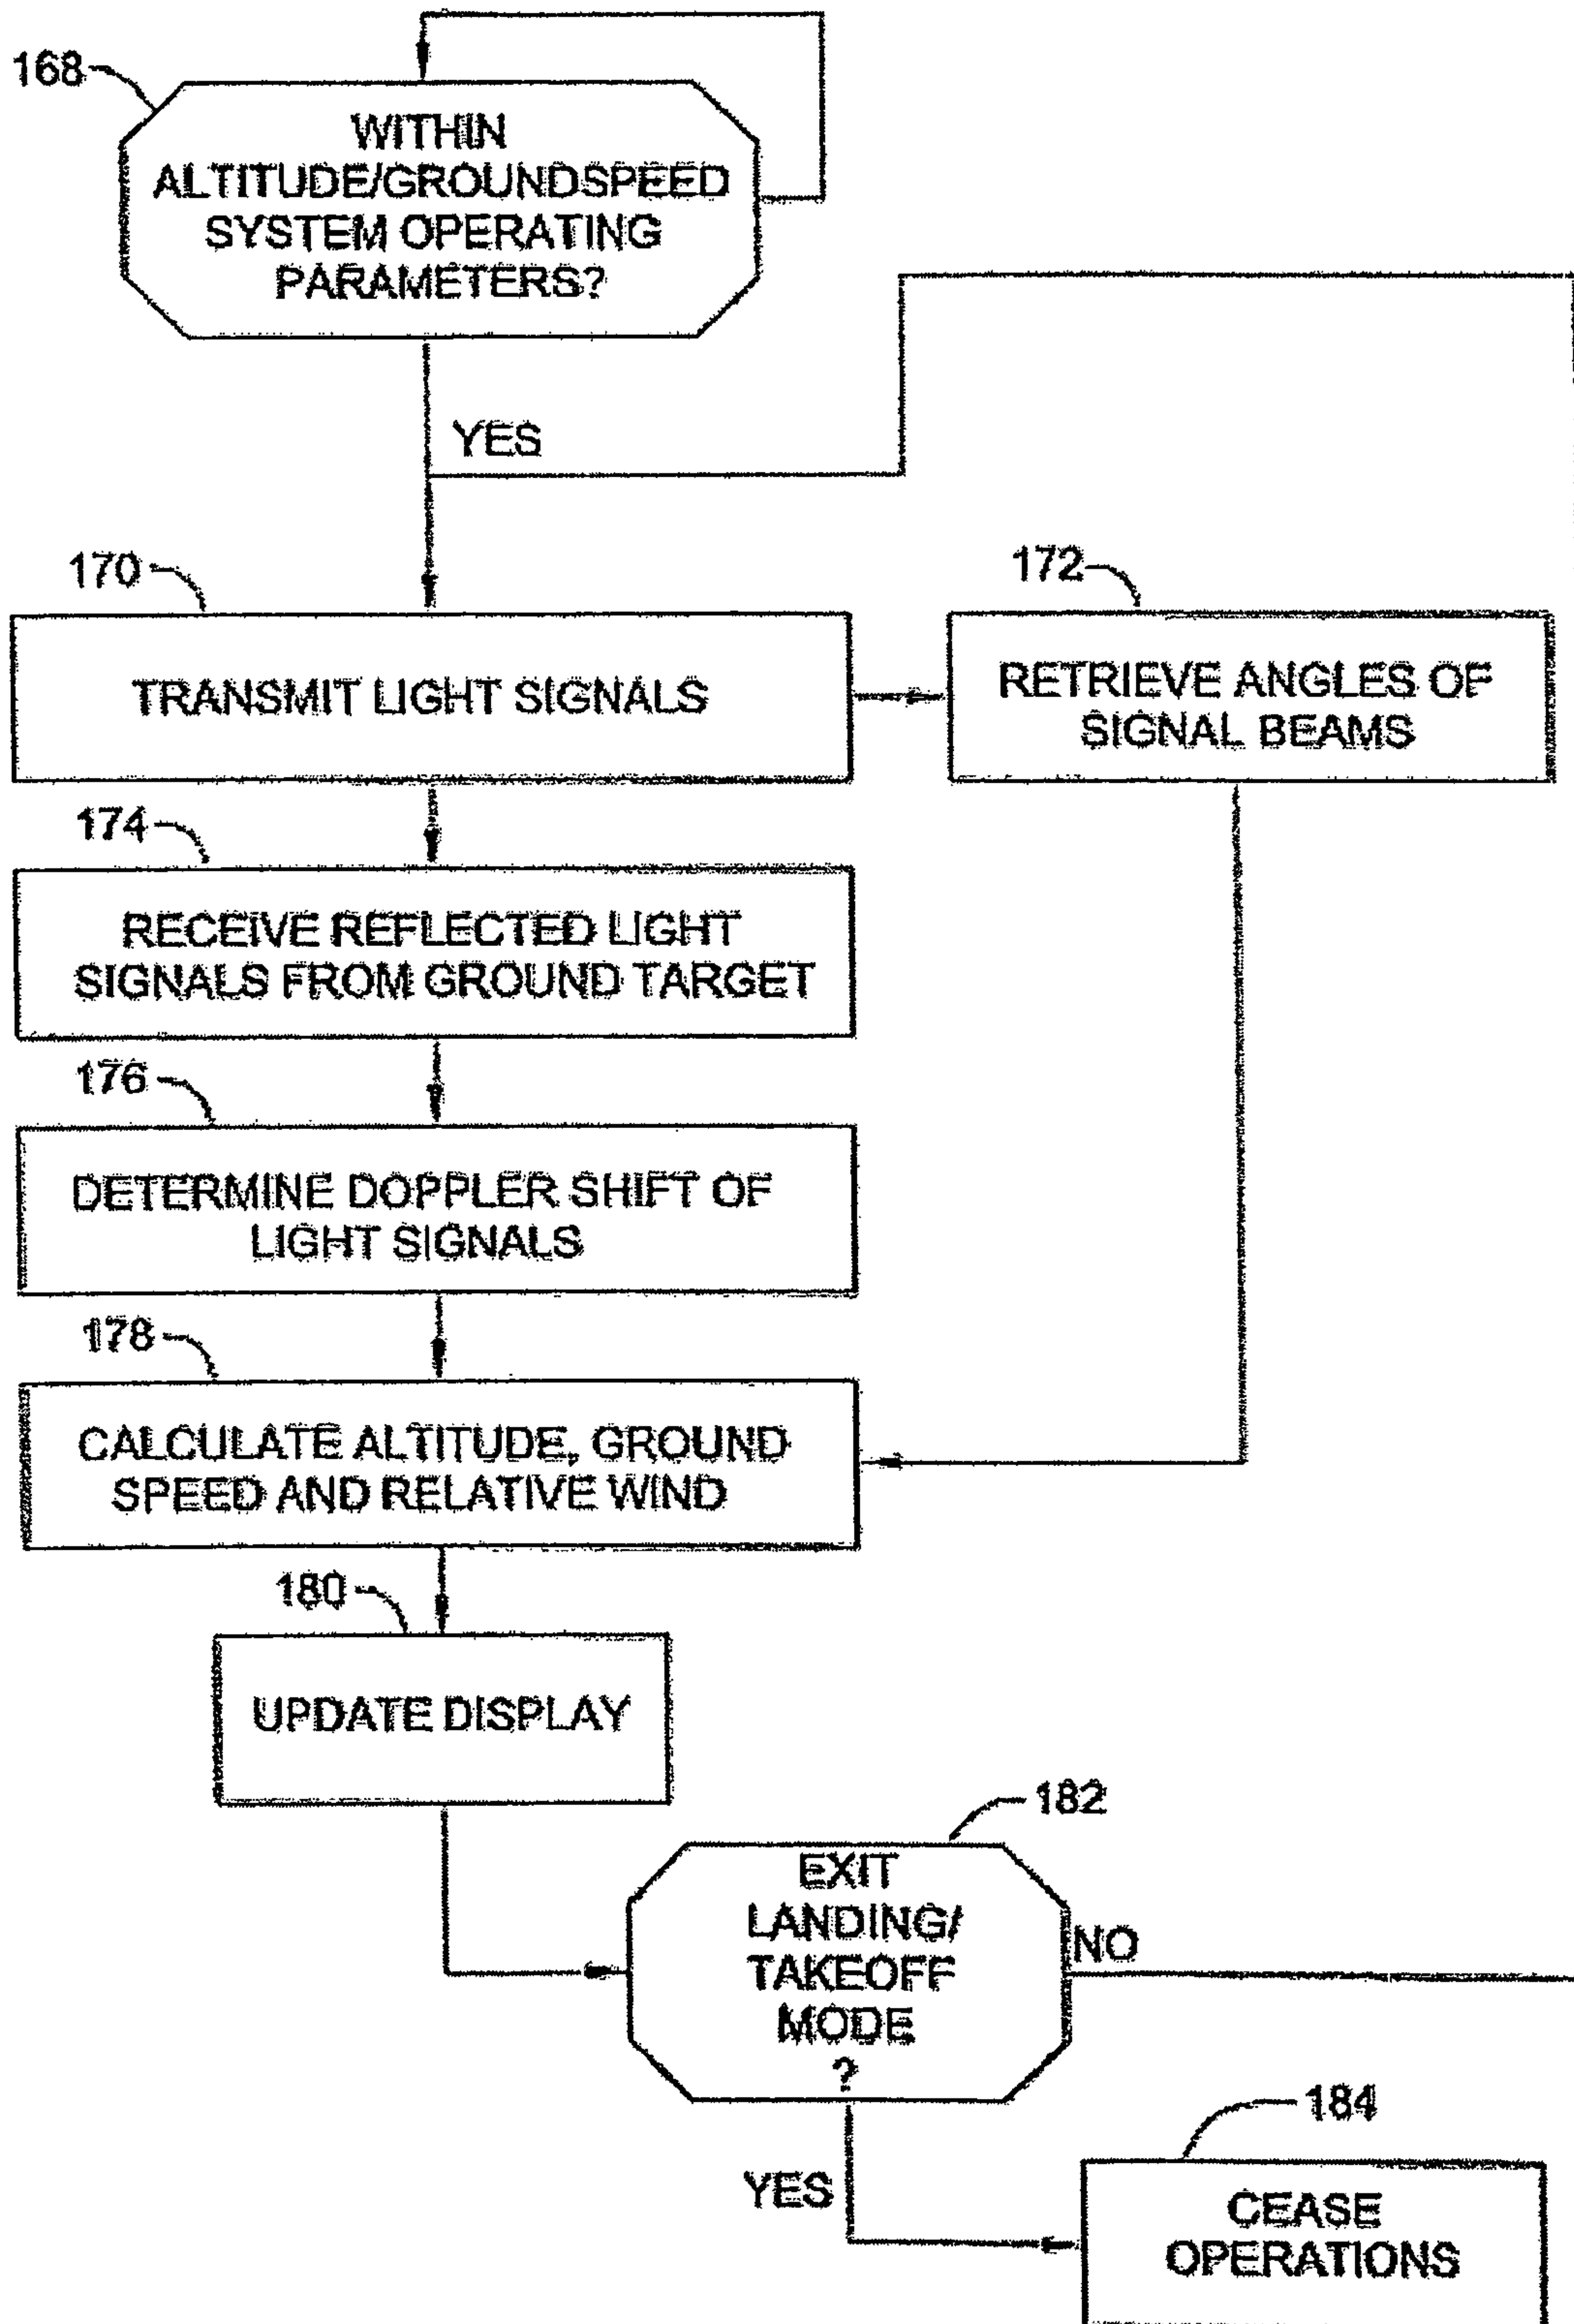 168
WITHIN
ALTITUDE/GROUNDSPEED
SYSTEM OPERATING
PARAMETERS?
YES
170
TRANSMIT LIGHT SIGNALS
172
RETRIEVE ANGLES OF
SIGNAL BEAMS
174
RECEIVE REFLECTED LIGHT
SIGNALS FROM GROUND TARGET
176
DETERMINE DOPPLER SHIFT OF
LIGHT SIGNALS
178
CALCULATE ALTITUDE, GROUND
SPEED AND RELATIVE WIND
180
UPDATE DISPLAY
182
EXIT
LANDING/
TAKEOFF
MODE
?
NO
YES
184
CEASE
OPERATIONS